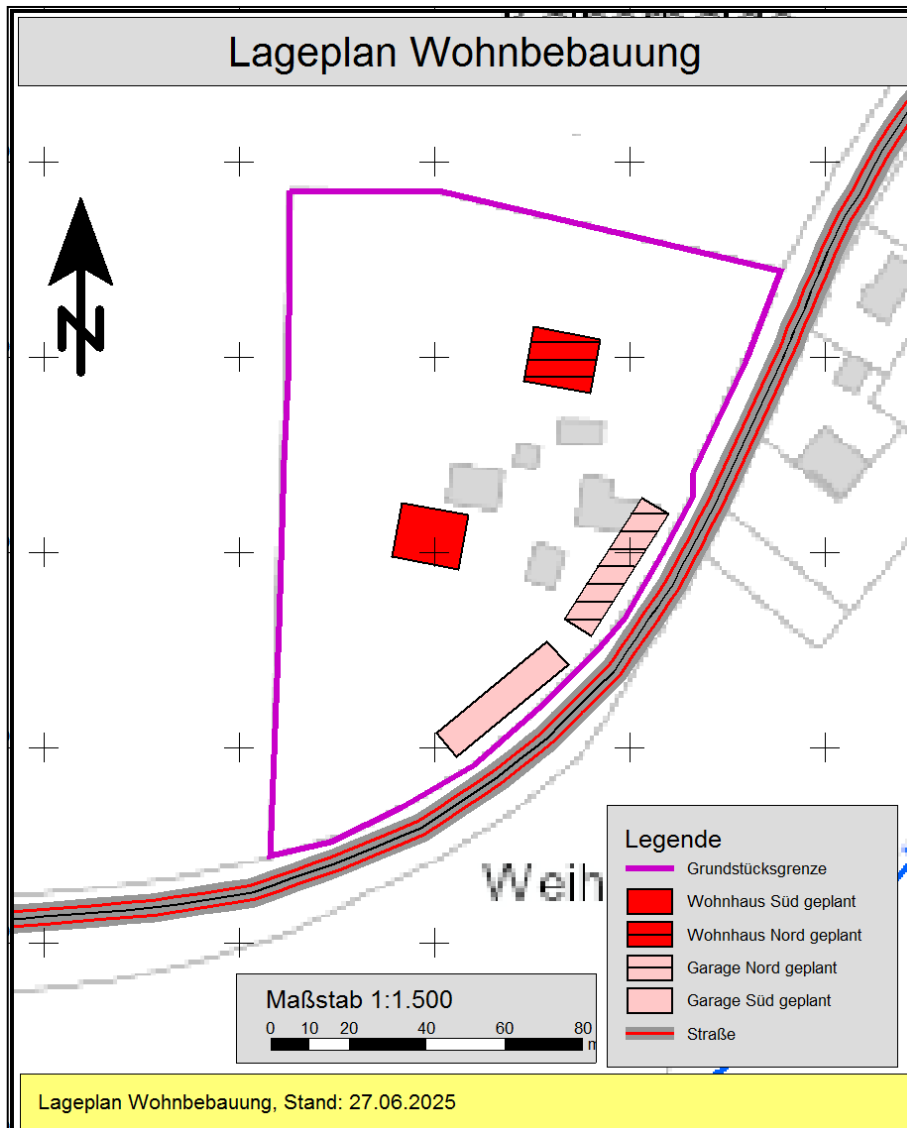 Lageplan Wohnbebauung
N
Weih
Legende
Grundstücksgrenze
Wohnhaus Süd geplant
Wohnhaus Nord geplant
Garage Nord geplant
Garage Süd geplant
Straße
Maßstab 1:1.500
0 10 20 40 60 80
m
Lageplan Wohnbebauung, Stand: 27.06.2025